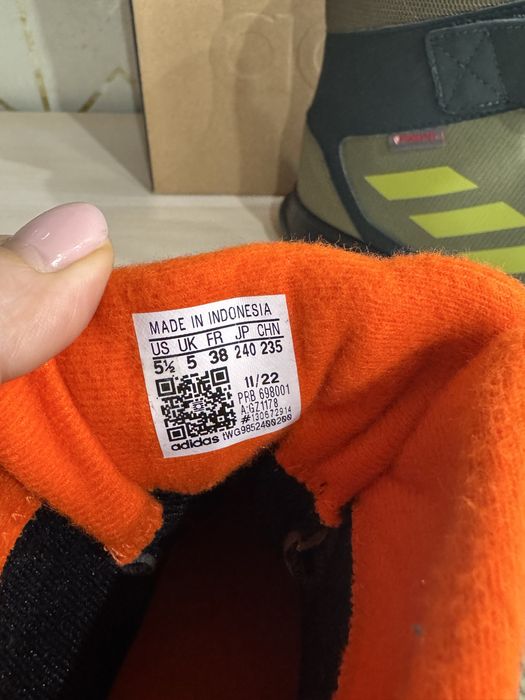 MADE IN INDONESIA
US UK FR JP CHN
5½ 5 38 240 235
11/22
PRB 698001
A:GZ1178
#130672914
adidas IWG9852400200